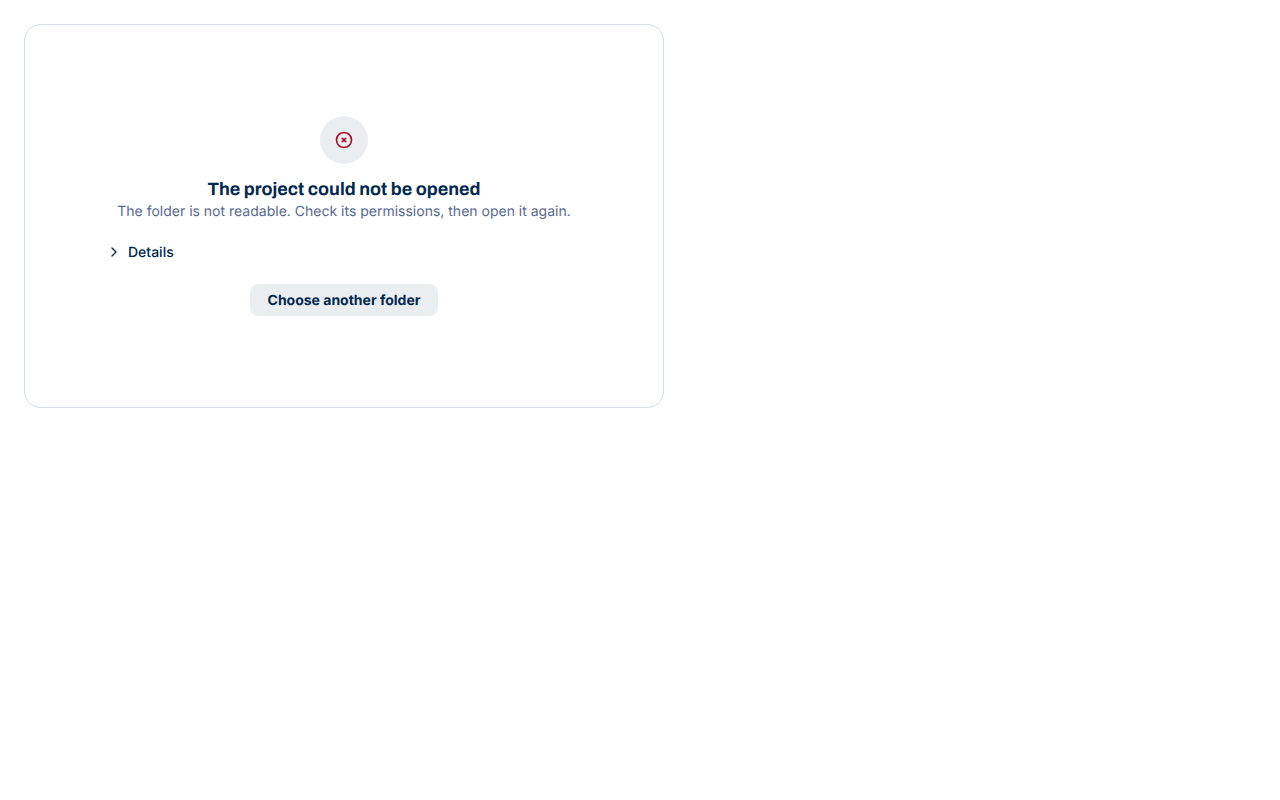 The project could not be opened
The folder is not readable. Check its permissions, then open it again.
Details
Choose another folder